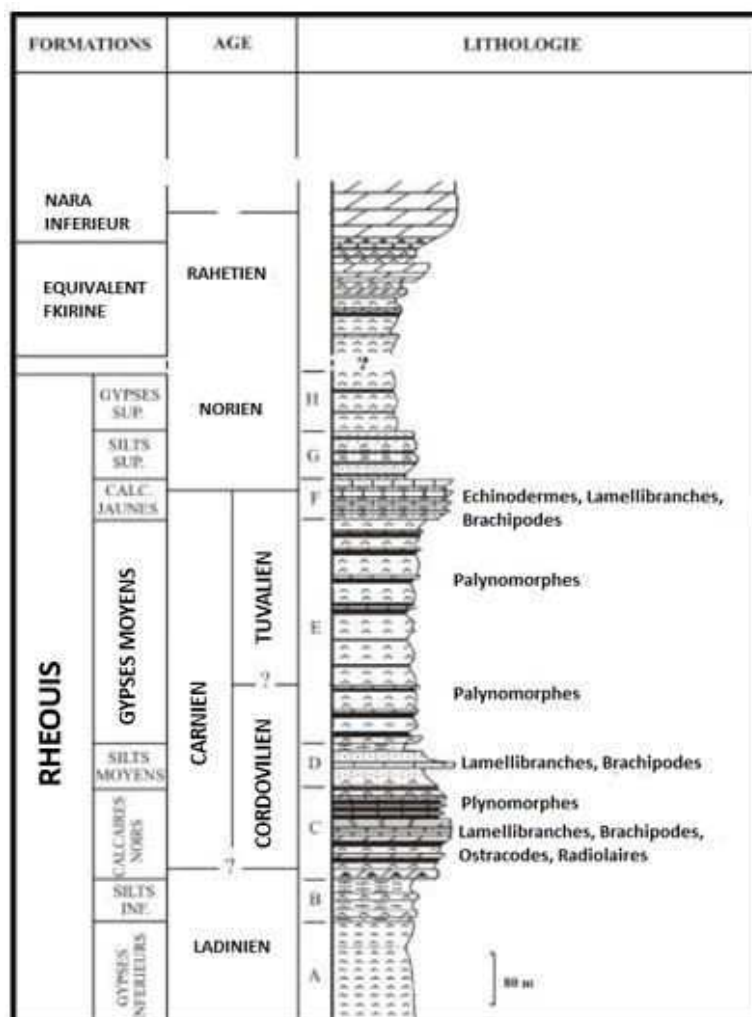 FORMATIONS
AGE
LITHOLOGIE
NARA
INFERIEUR
EQUIVALENT
FKIRINE
RAHETIEN
?
RHEOUIS
GYPSES
SUP.
NORIEN
H
SILTS
SUP.
G
CALC.
JAUNES
F
Echinodermes, Lamellibranches,
Brachipodes
GYPSES MOYENS
CARNIEN
TUVALIEN
E
Palynomorphes
?
Palynomorphes
CORDOVILIEN
SILTS
MOYENS
D
Lamellibranches, Brachipodes
CALCAIRES
NOIRS
C
Plynomorphes
Lamellibranches, Brachipodes,
Ostracodes, Radiolaires
?
SILTS
INF.
B
LADINIEN
GYPSES
INFERIEURS
A
80 m